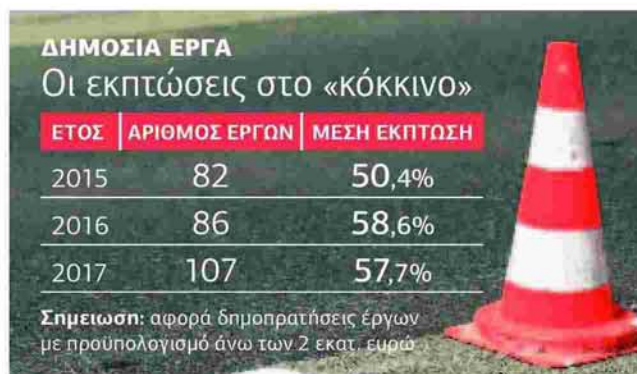 ΔΗΜΟΣΙΑ ΕΡΓΑ
Οι εκπτώσεις στο «κόκκινο»
ΕΤΟΣ ΑΡΙΘΜΟΣ ΕΡΓΩΝ ΜΕΣΗ ΕΚΠΤΩΣΗ
2015 82 50,4%
2016 86 58,6%
2017 107 57,7%
Σημειωση: αφορά δημοπρατήσεις έργων
με προϋπολογισμό άνω των 2 εκατ. ευρώ